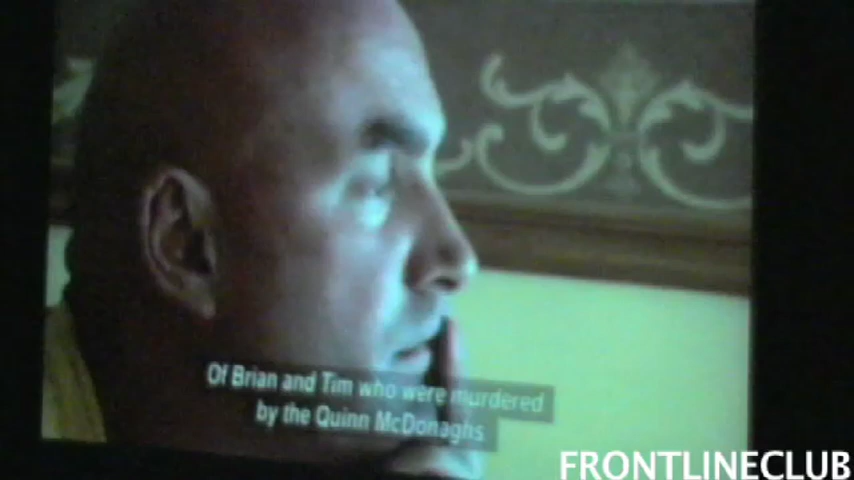 Of Brian and Tim who were murdered
by the Quinn McDonaghs
FRONTLINECLUB